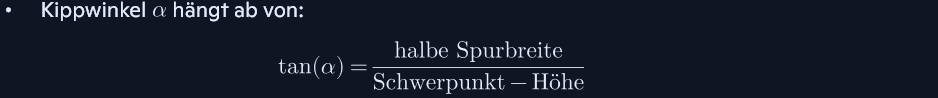 • Kippwinkel α hängt ab von:
tan(α) = halbe Spurbreite / Schwerpunkt − Höhe